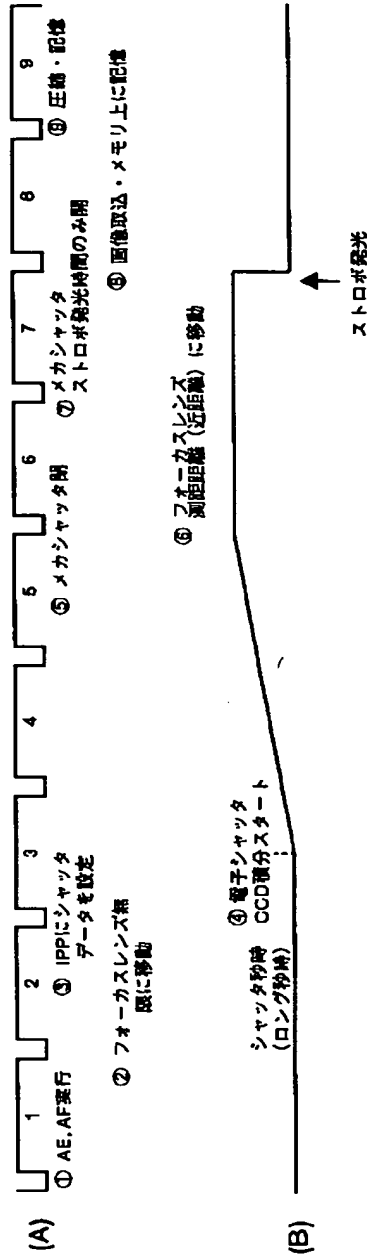 (A)
1 2 3 4 5 6 7 8 9
① AE, AF実行
② フォーカスレンズ無
限に移動
③ IPPにシャッタ
データを設定
⑤ メカシャッタ閉
⑦ メカシャッタ
ストロボ発光時間のみ開
⑧ 画像取込・メモリ上に記憶
⑨ 圧縮・記憶
(B)
シャッタ秒時
(ロング秒時)
④ 電子シャッタ
CCD積分スタート
⑥ フォーカスレンズ
測距距離(近距離)に移動
ストロボ発光